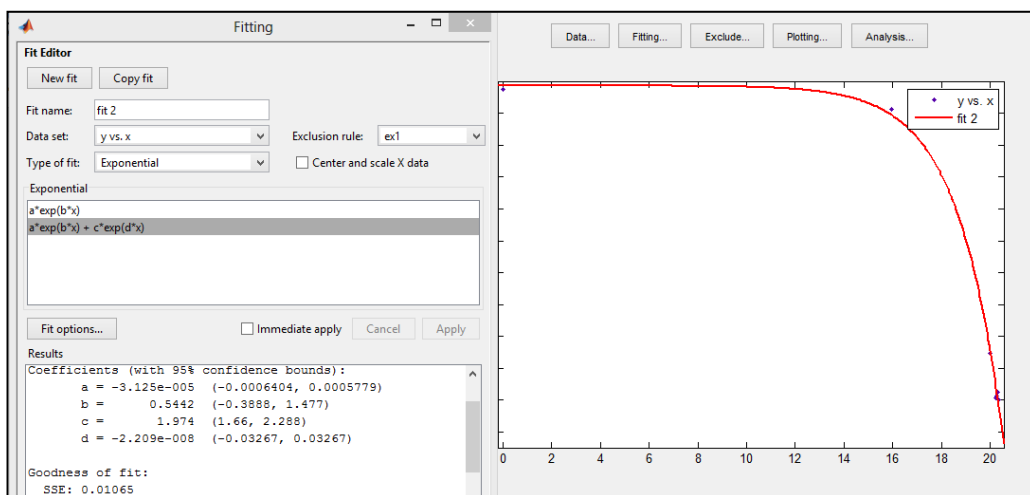 Fitting
Fit Editor
New fit Copy fit
Fit name: fit 2
Data set: y vs. x Exclusion rule: ex1
Type of fit: Exponential Center and scale X data
Exponential
a*exp(b*x)
a*exp(b*x) + c*exp(d*x)
Fit options... Immediate apply Cancel Apply
Results
Coefficients (with 95% confidence bounds):
a = -3.125e-005 (-0.0006404, 0.0005779)
b = 0.5442 (-0.3888, 1.477)
c = 1.974 (1.66, 2.288)
d = -2.209e-008 (-0.03267, 0.03267)
Goodness of fit:
SSE: 0.01065
Data... Fitting... Exclude... Plotting... Analysis...
y vs. x
fit 2
0 2 4 6 8 10 12 14 16 18 20